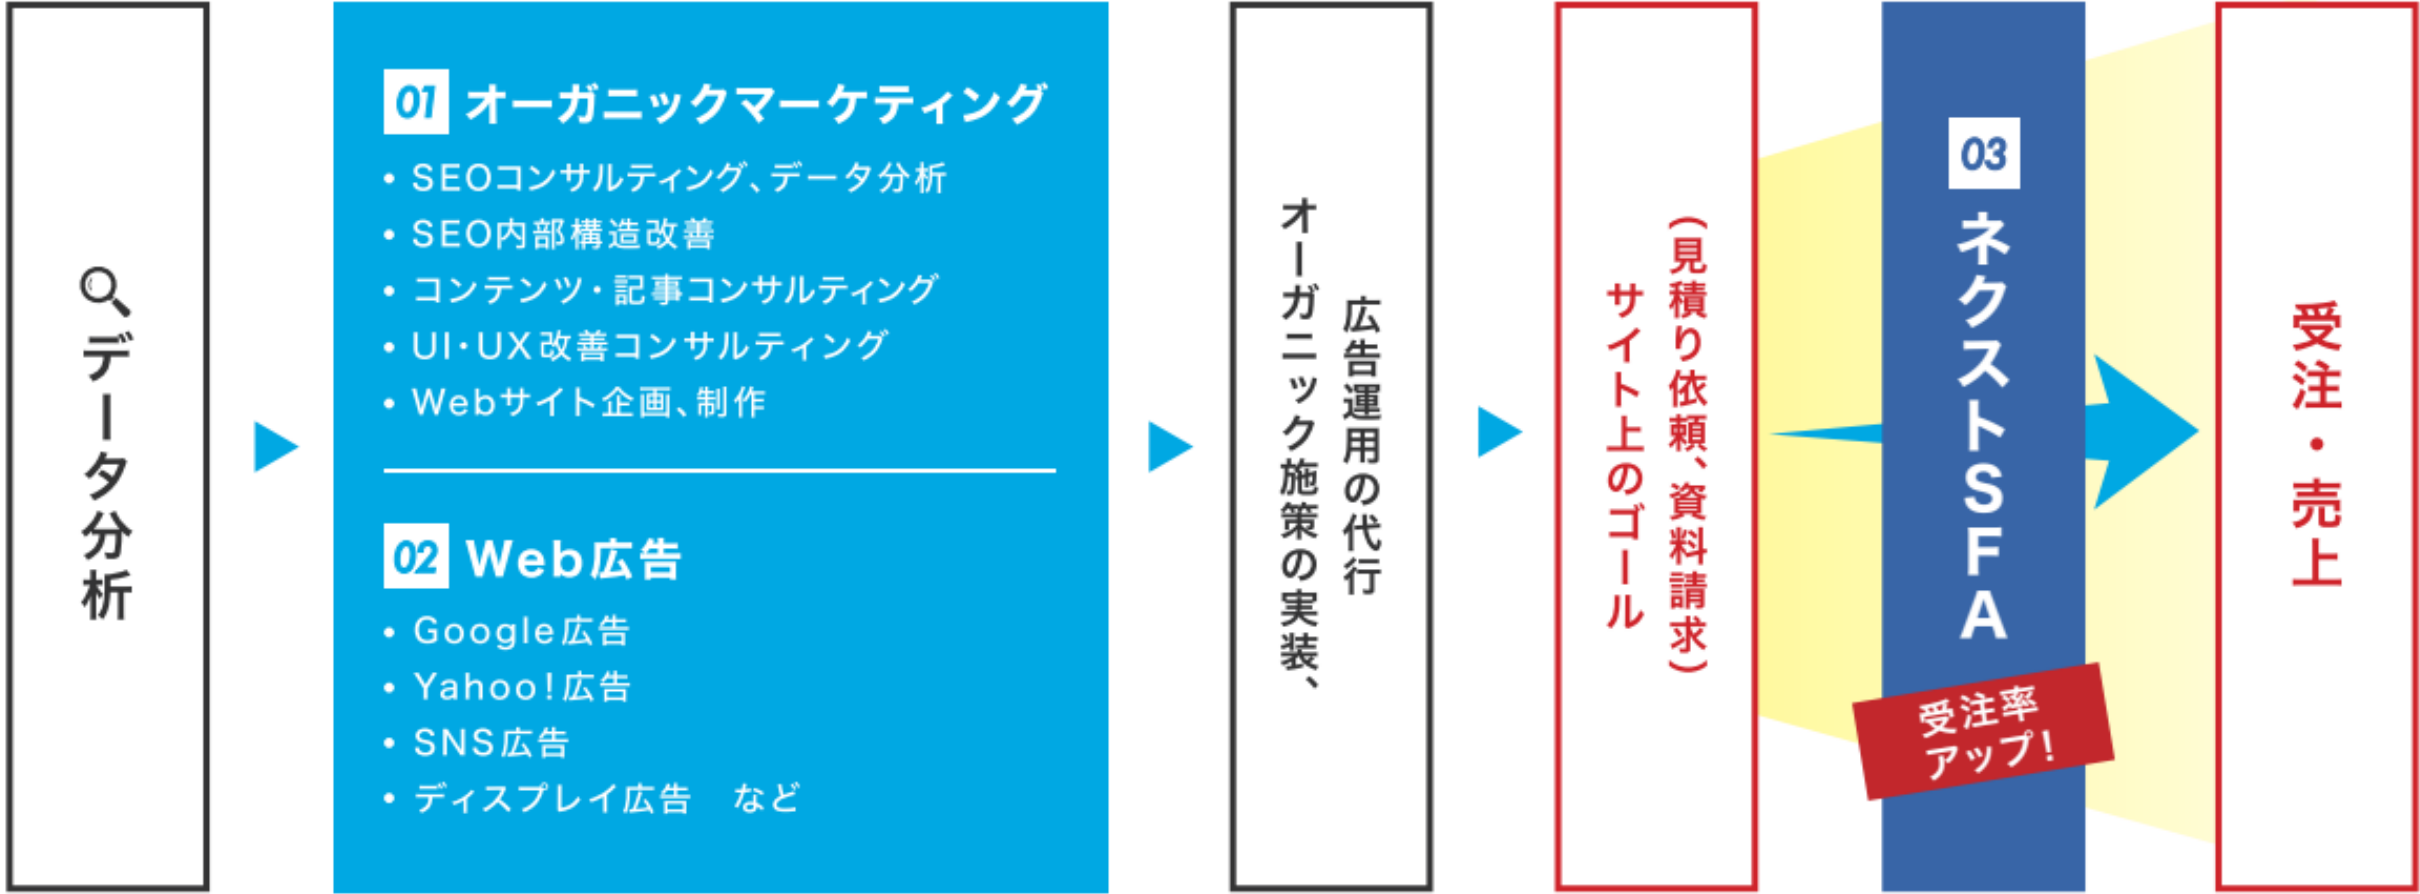 データ分析
01 オーガニックマーケティング
• SEOコンサルティング、データ分析
• SEO内部構造改善
• コンテンツ・記事コンサルティング
• UI・UX改善コンサルティング
• Webサイト企画、制作
02 Web広告
• Google広告
• Yahoo!広告
• SNS広告
• ディスプレイ広告　など
オーガニック施策の実装、
広告運用の代行
サイト上のゴール
(見積り依頼、資料請求)
03
ネクストSFA
受注率
アップ!
受注・売上